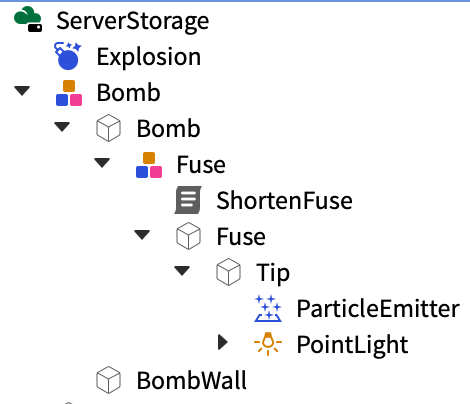 ServerStorage
Explosion
Bomb
Bomb
Fuse
ShortenFuse
Fuse
Tip
ParticleEmitter
PointLight
BombWall